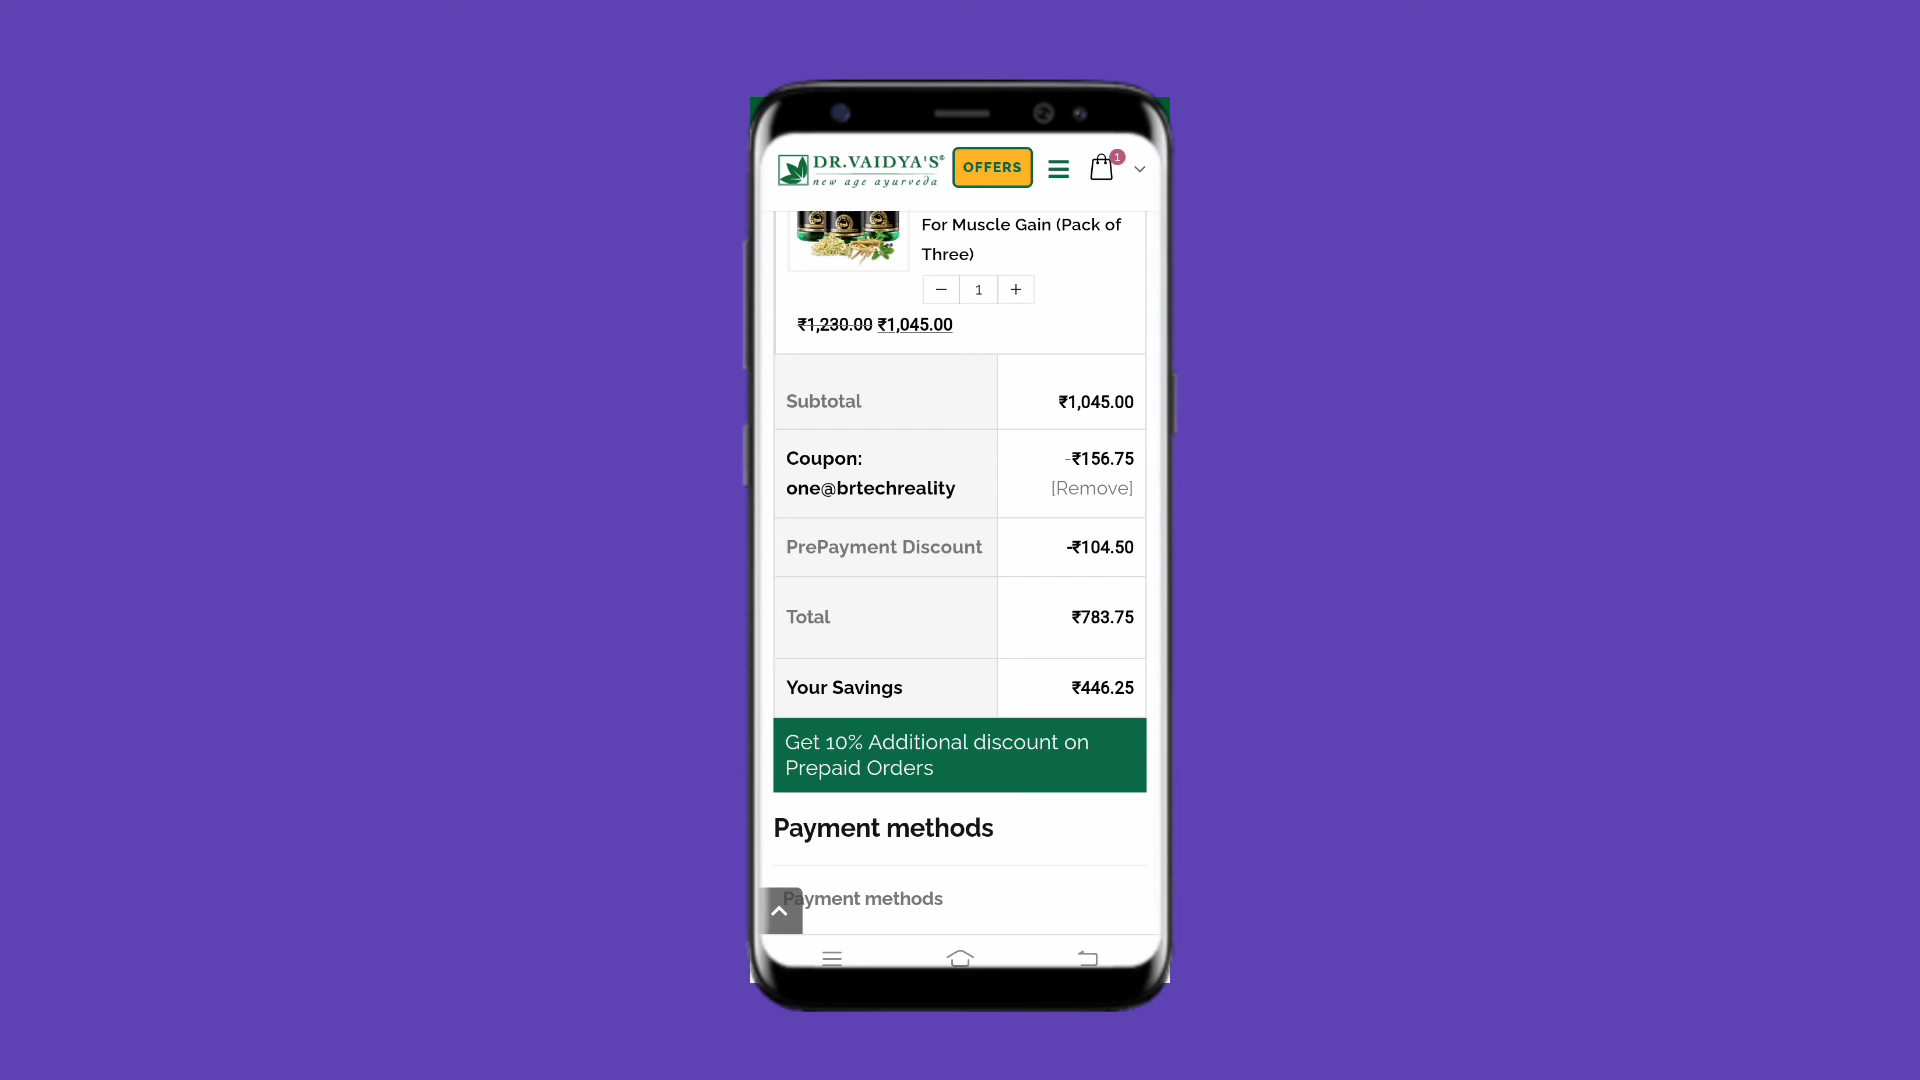 DR.VAIDYA'S®
new age ayurveda
OFFERS
1
For Muscle Gain (Pack of
Three)
− 1 +
₹1,230.00 ₹1,045.00
Subtotal ₹1,045.00
Coupon: -₹156.75
one@brtechreality [Remove]
PrePayment Discount -₹104.50
Total ₹783.75
Your Savings ₹446.25
Get 10% Additional discount on
Prepaid Orders
Payment methods
Payment methods